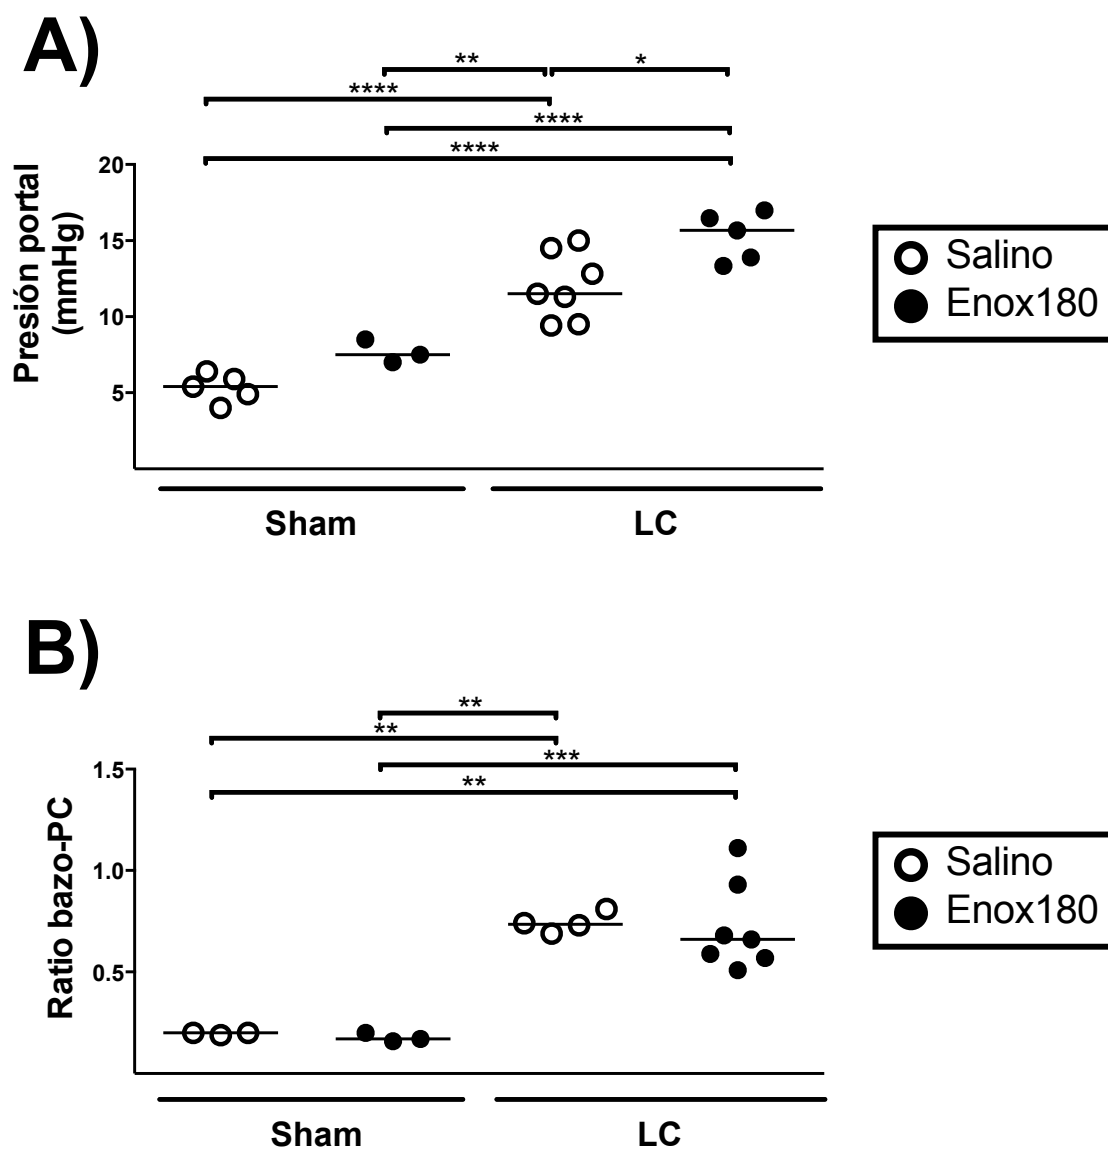 A)
** *
****
****
****
Presión portal
(mmHg)
20
15
10
5
Salino
Enox180
Sham LC
B)
**
**
***
**
Ratio bazo-PC
1.5
1.0
0.5
Salino
Enox180
Sham LC